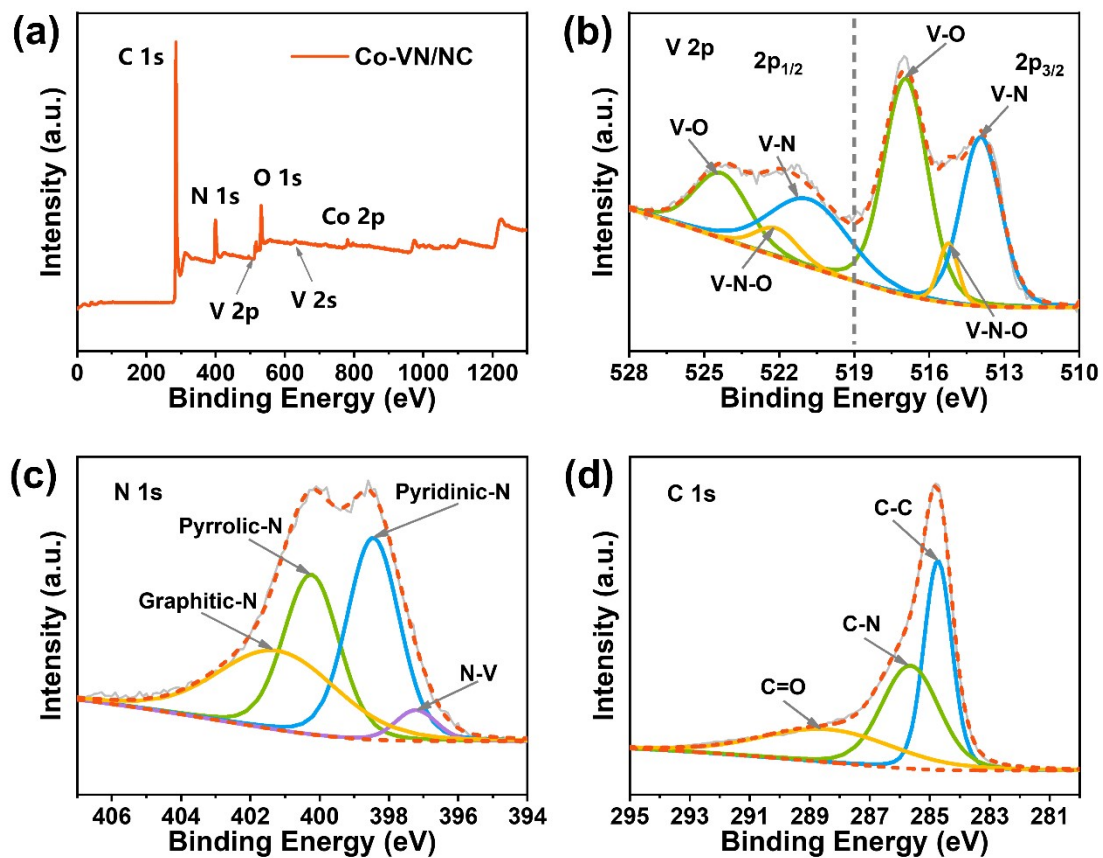 (a)
C 1s
Co-VN/NC
N 1s
O 1s
Co 2p
V 2p
V 2s
Intensity (a.u.)
0 200 400 600 800 1000 1200
Binding Energy (eV)
(b)
V 2p
2p1/2
V-O
2p3/2
V-N
V-O
V-N
V-N-O
V-N-O
Intensity (a.u.)
528 525 522 519 516 513 510
Binding Energy (eV)
(c)
N 1s
Pyridinic-N
Pyrrolic-N
Graphitic-N
N-V
Intensity (a.u.)
406 404 402 400 398 396 394
Binding Energy (eV)
(d)
C 1s
C-C
C-N
C=O
Intensity (a.u.)
295 293 291 289 287 285 283 281
Binding Energy (eV)